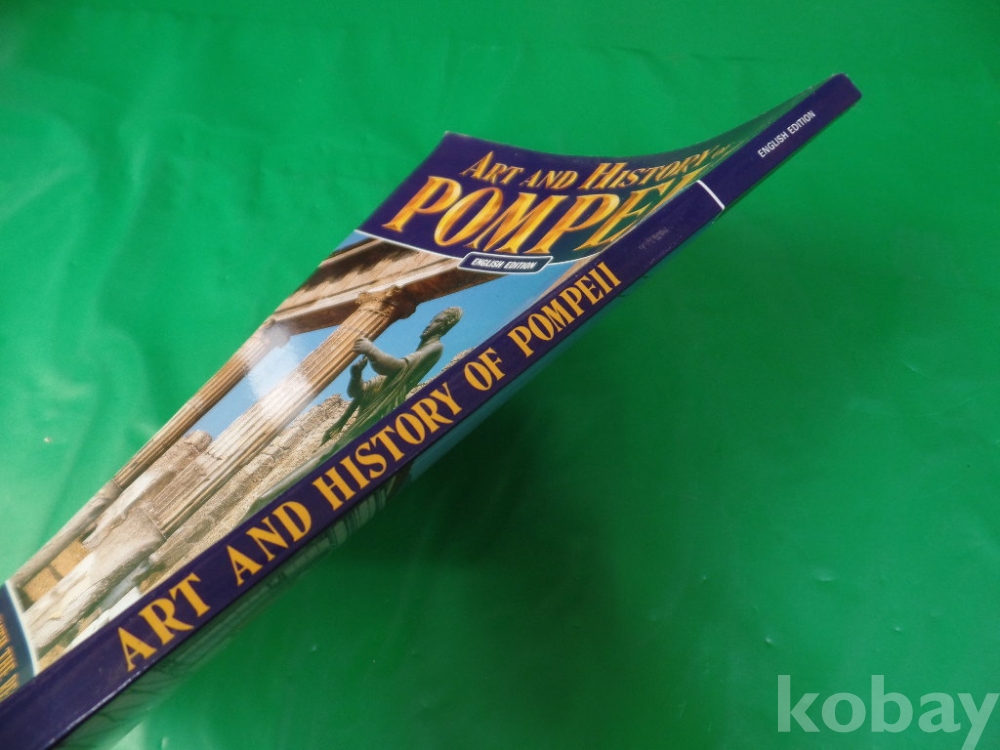 ART AND HISTORY
POMPEII
ENGLISH EDITION
ART AND HISTORY OF POMPEII
ENGLISH EDITION
kobay